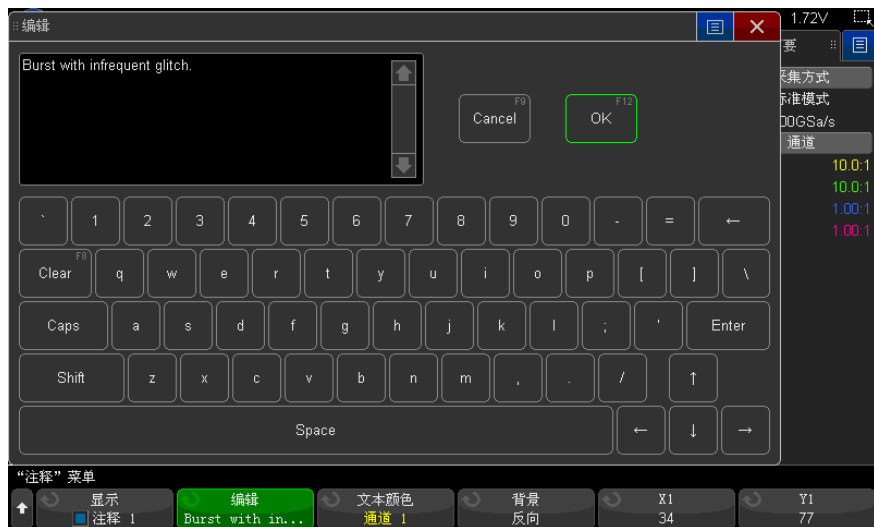 编辑
1.72V
Burst with infrequent glitch.
Cancel F9
OK F12
要
采集方式
标准模式
00GSa/s
通道
10.0:1
10.0:1
1.00:1
1.00:1
` 1 2 3 4 5 6 7 8 9 0 - = ←
Clear F8 q w e r t y u i o p [ ] \
Caps a s d f g h j k l ; ' Enter
Shift z x c v b n m , . / ↑
Space ← ↓ →
“注释”菜单
显示
注释 1
编辑
Burst with in...
文本颜色
通道 1
背景
反向
X1
34
Y1
77